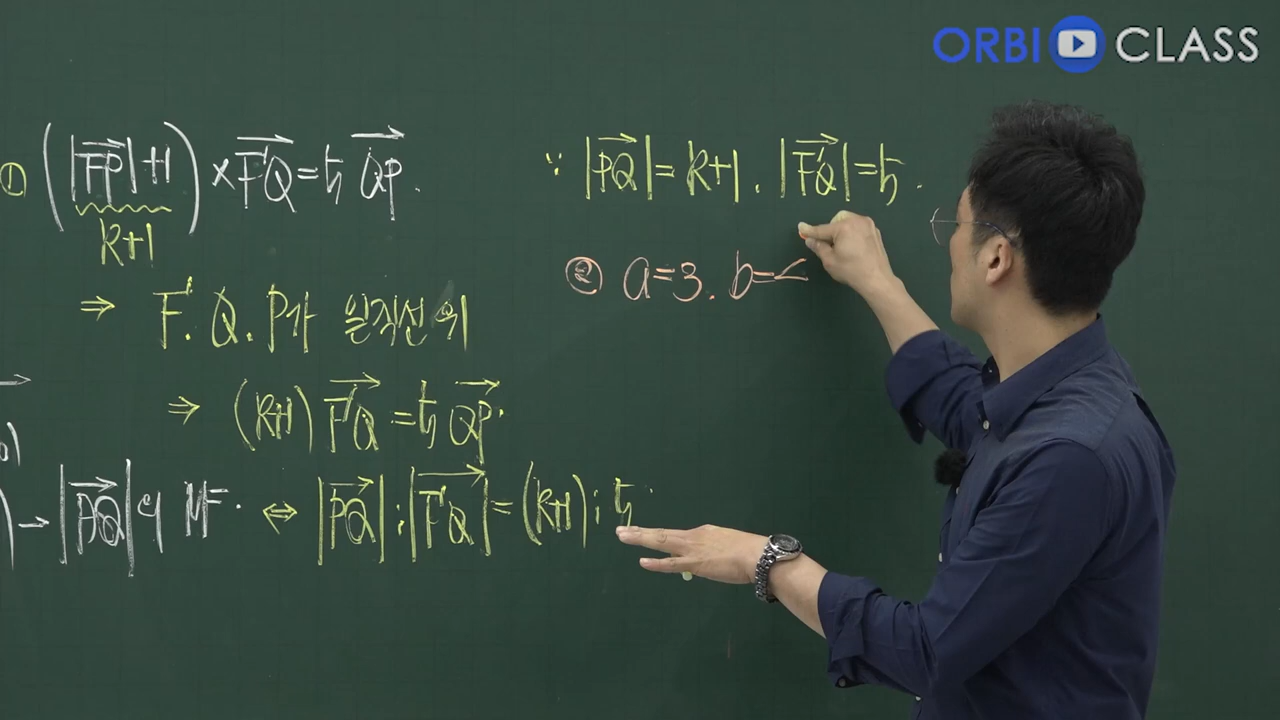 ORBI CLASS
① (|FP|+1) × F'Q = 5 QP.
k+1
⇒ F'. Q. P가 일직선 위
⇒ (k+1) F'Q = 5 QP.
→ |PQ|의 MF. ⇔ |PQ| : |F'Q| = (k+1) : 5
∵ |PQ| = k+1. |F'Q| = 5.
② a=3. b=